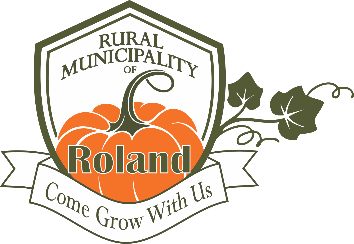 RURAL
MUNICIPALITY
OF
Roland
Come Grow With Us